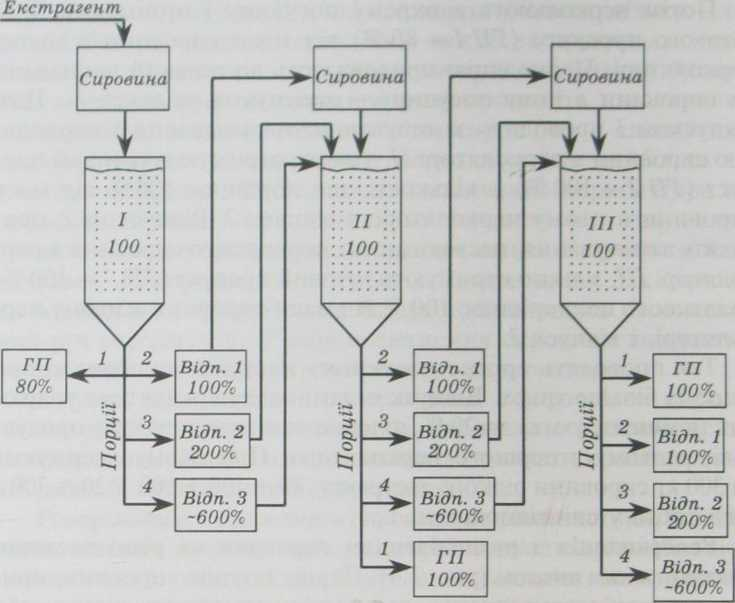 Екстрагент
Сировина
Сировина
Сировина
I
100
II
100
III
100
Порції
1
ГП
80%
2
Відп. 1
100%
3
Відп. 2
200%
4
Відп. 3
~600%
Порції
2
Відп. 1
100%
3
Відп. 2
200%
4
Відп. 3
~600%
1
ГП
100%
Порції
1
ГП
100%
2
Відп. 1
100%
3
Відп. 2
200%
4
Відп. 3
~600%